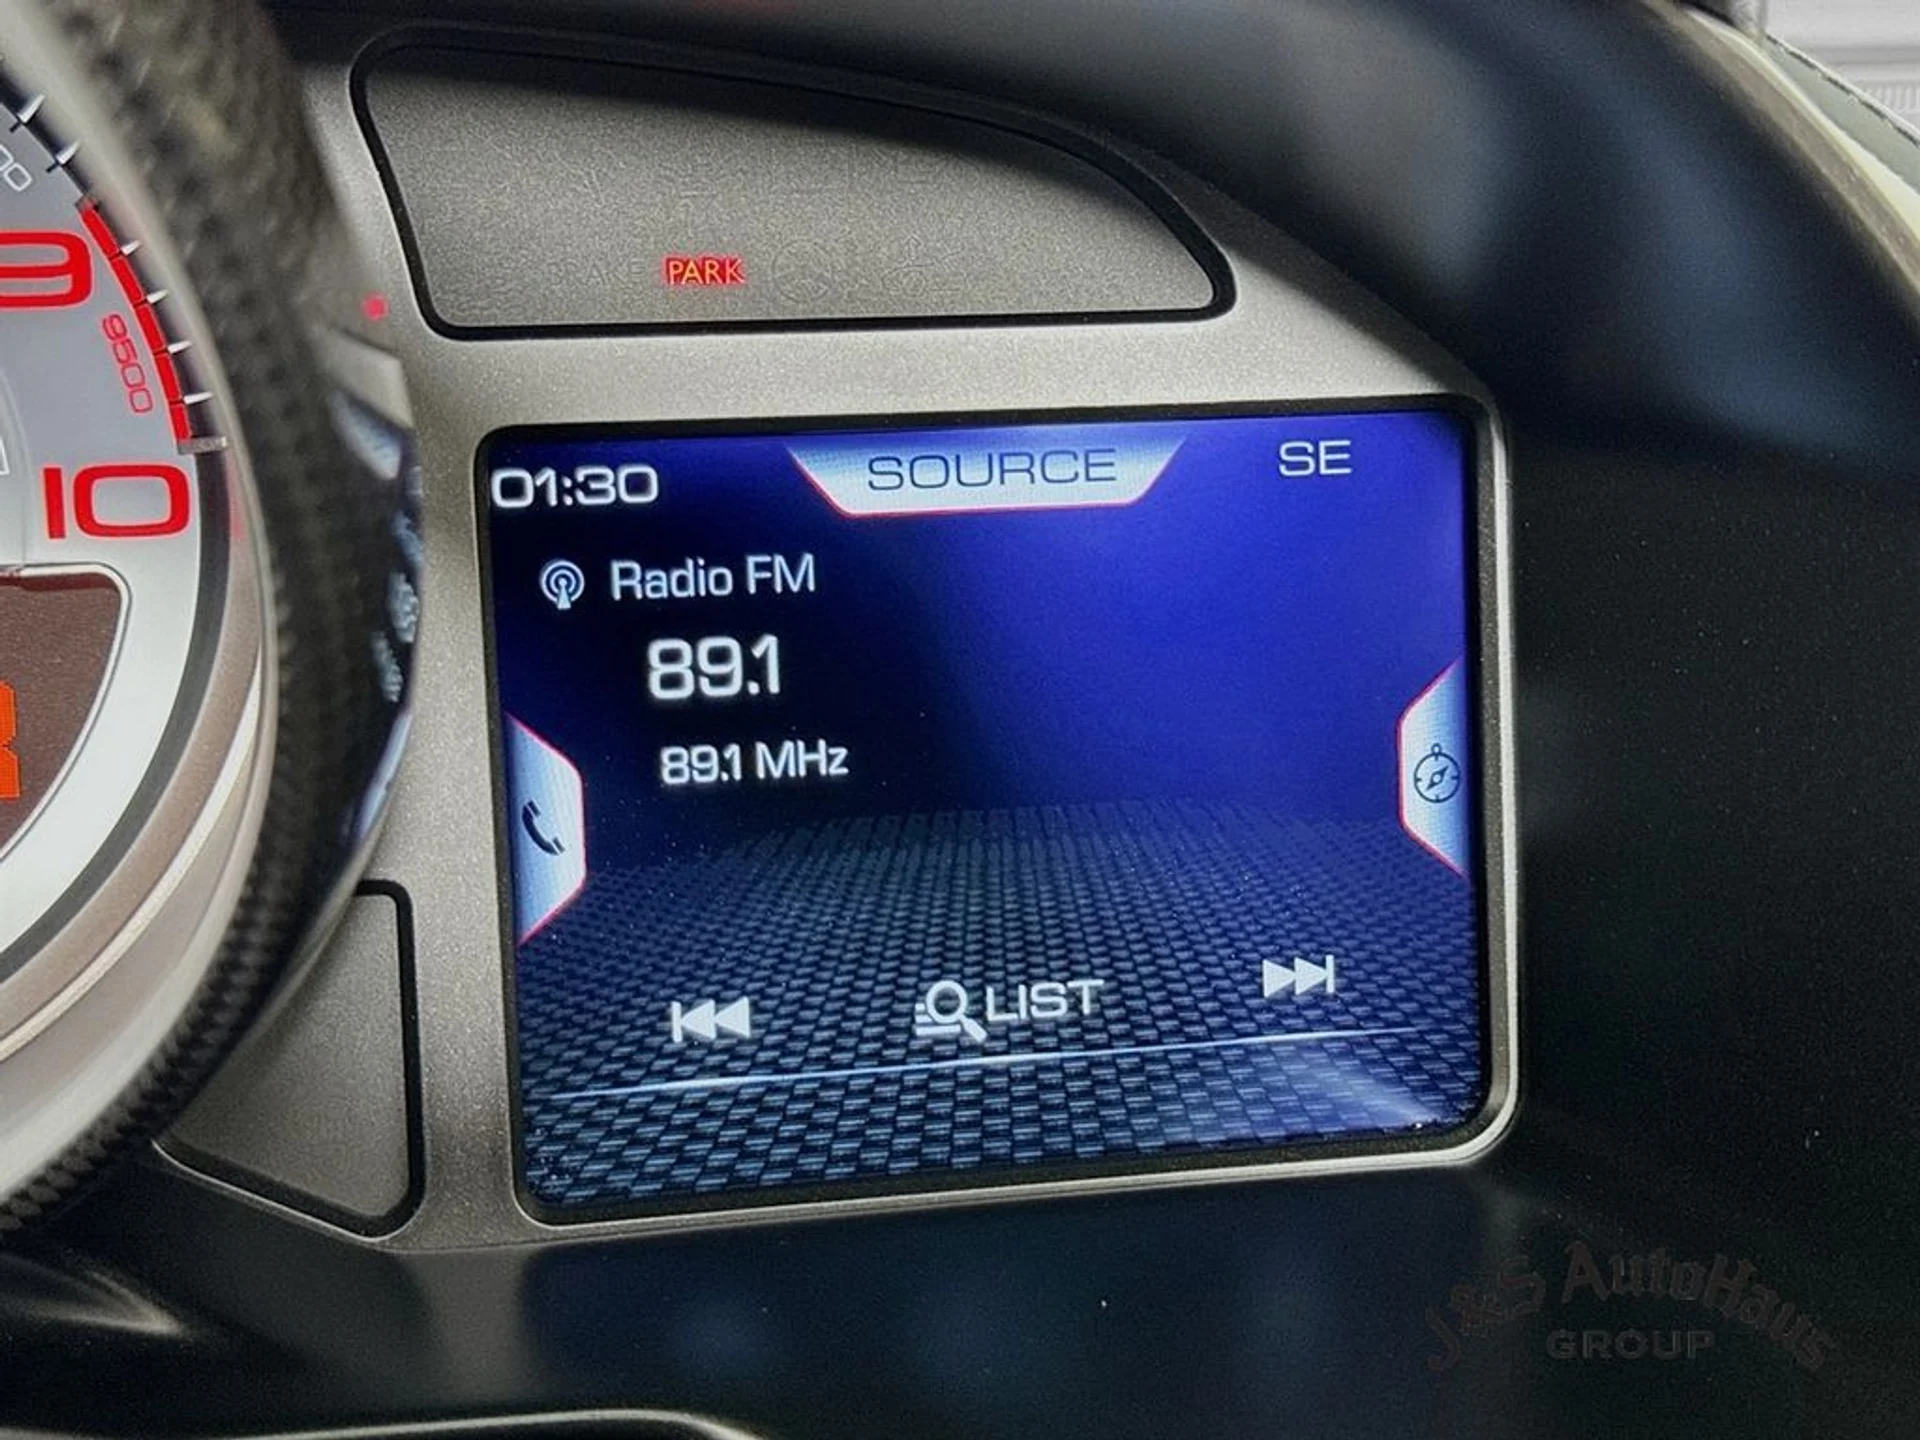 PARK
9
9500
10
01:30
SOURCE
SE
Radio FM
89.1
89.1 MHz
LIST
J&S AutoHaus
GROUP